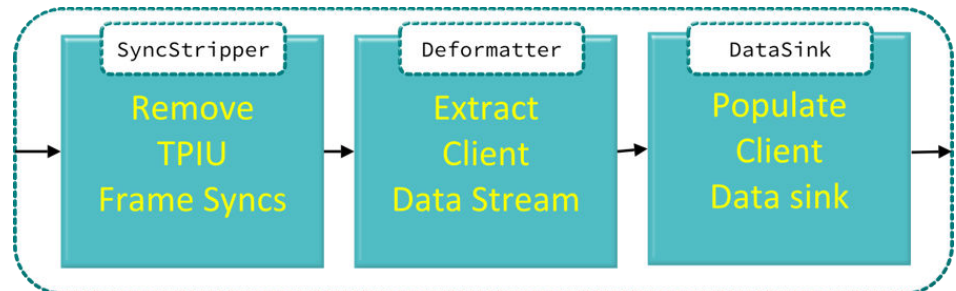 SyncStripper
Remove
TPIU
Frame Syncs
Deformatter
Extract
Client
Data Stream
DataSink
Populate
Client
Data sink